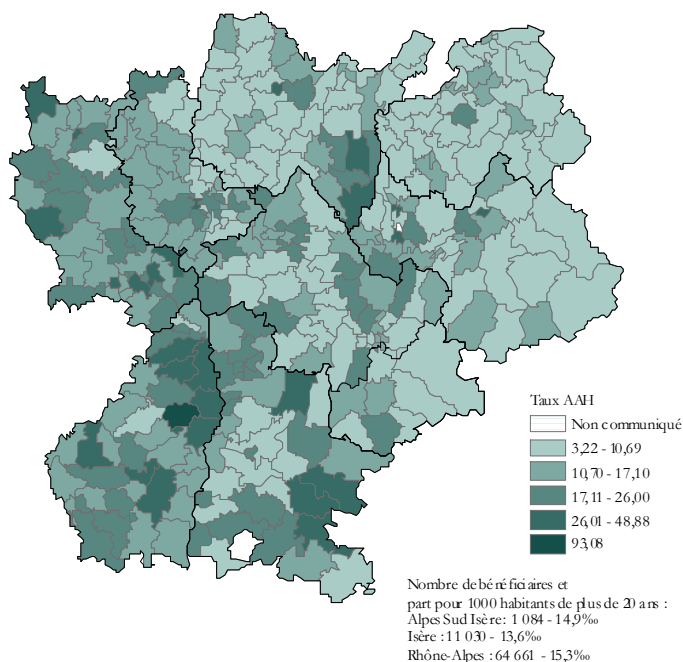 Taux AAH
Non communiqué
3,22 - 10,69
10,70 - 17,10
17,11 - 26,00
26,01 - 48,88
93,08
Nombre de bénéficiaires et
part pour 1000 habitants de plus de 20 ans :
Alpes Sud Isère : 1 084 - 14,9‰
Isère : 11 030 - 13,6‰
Rhône-Alpes : 64 661 - 15,3‰